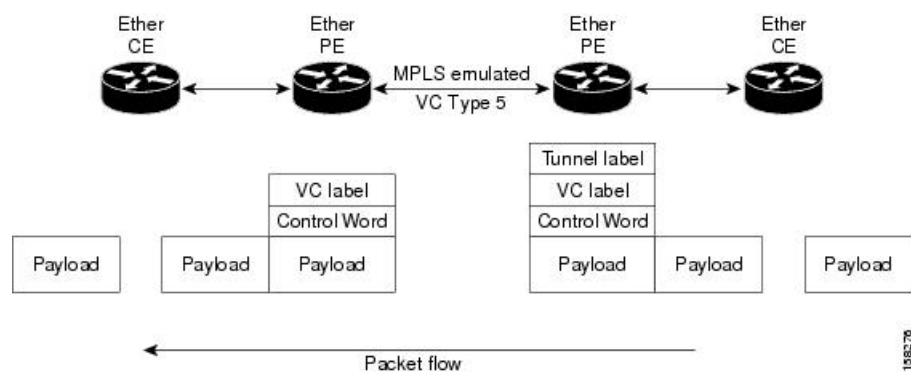 Ether
CE
Ether
PE
Ether
PE
Ether
CE
MPLS emulated
VC Type 5
Tunnel label
VC label
VC label
Control Word
Control Word
Payload
Payload
Payload
Payload
Payload
Payload
Packet flow
158276